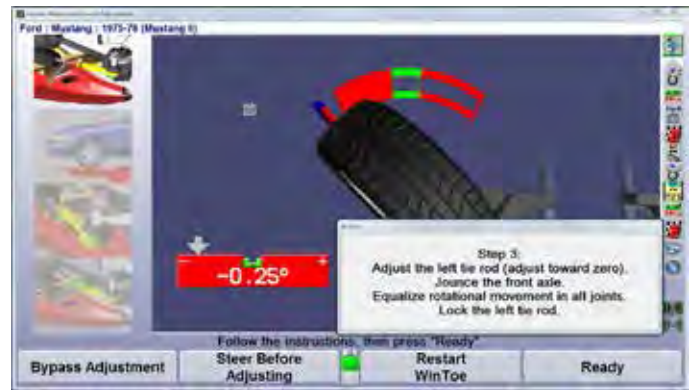 Ford : Mustang : 1975-78 (Mustang II)
- +
-0.25°
Step 3:
Adjust the left tie rod (adjust toward zero).
Jounce the front axle.
Equalize rotational movement in all joints.
Lock the left tie rod.
Follow the instructions, then press "Ready"
Bypass Adjustment
Steer Before
Adjusting
Restart
WinToe
Ready